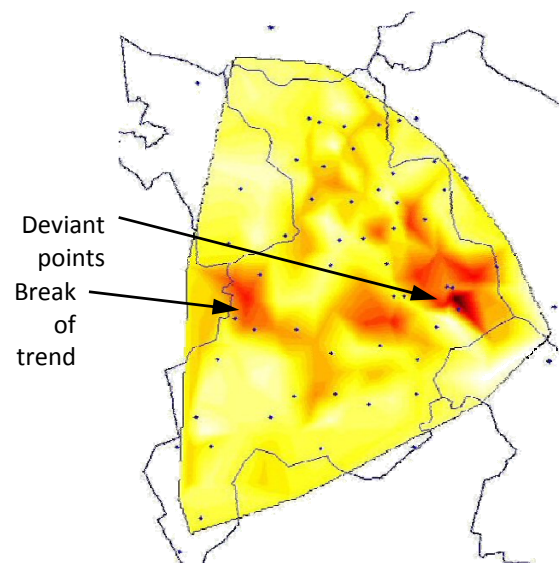 Deviant
points
Break
of
trend